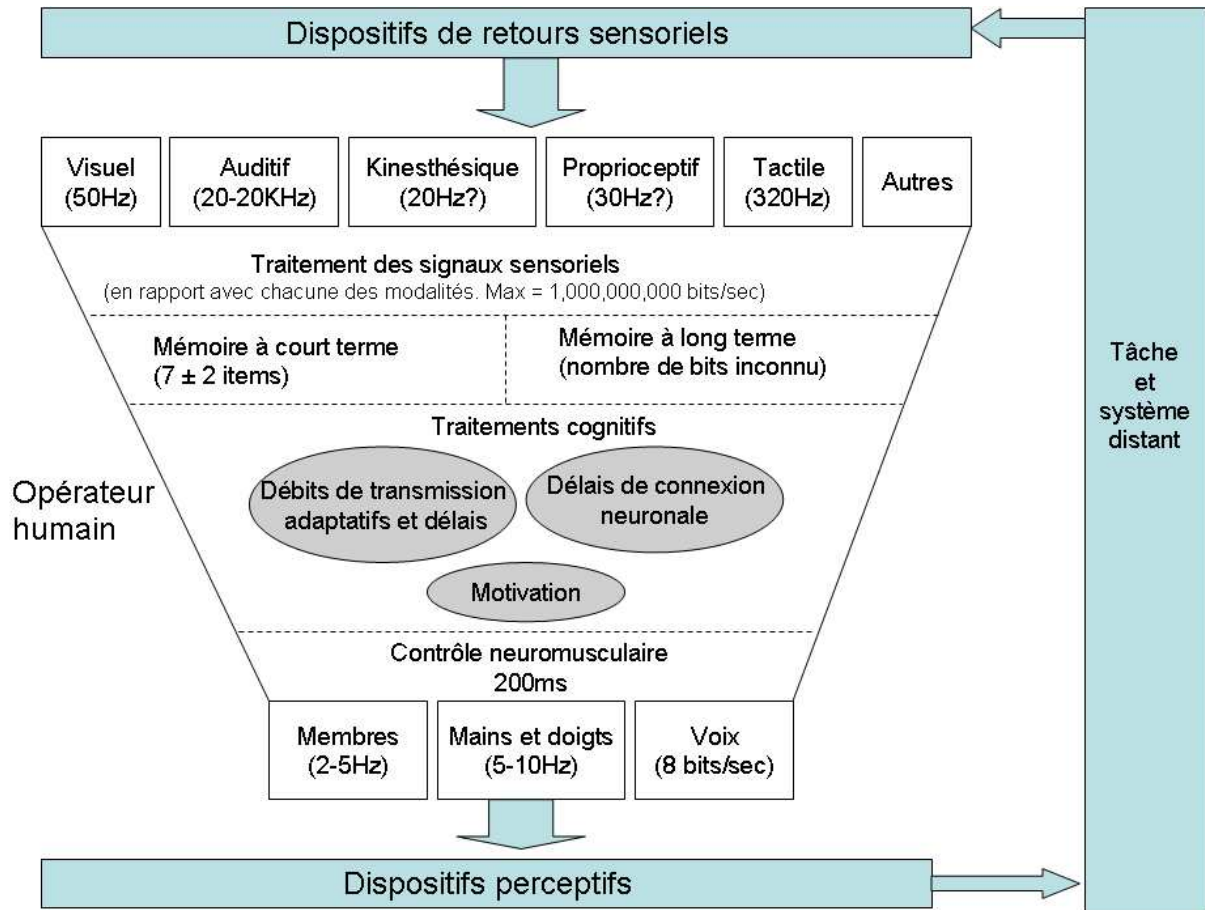 Dispositifs de retours sensoriels
Visuel
(50Hz)
Auditif
(20-20KHz)
Kinesthésique
(20Hz?)
Proprioceptif
(30Hz?)
Tactile
(320Hz)
Autres
Traitement des signaux sensoriels
(en rapport avec chacune des modalités. Max = 1,000,000,000 bits/sec)
Mémoire à court terme
(7 ± 2 items)
Mémoire à long terme
(nombre de bits inconnu)
Traitements cognitifs
Débits de transmission
adaptatifs et délais
Délais de connexion
neuronale
Motivation
Opérateur
humain
Contrôle neuromusculaire
200ms
Membres
(2-5Hz)
Mains et doigts
(5-10Hz)
Voix
(8 bits/sec)
Dispositifs perceptifs
Tâche
et
système
distant